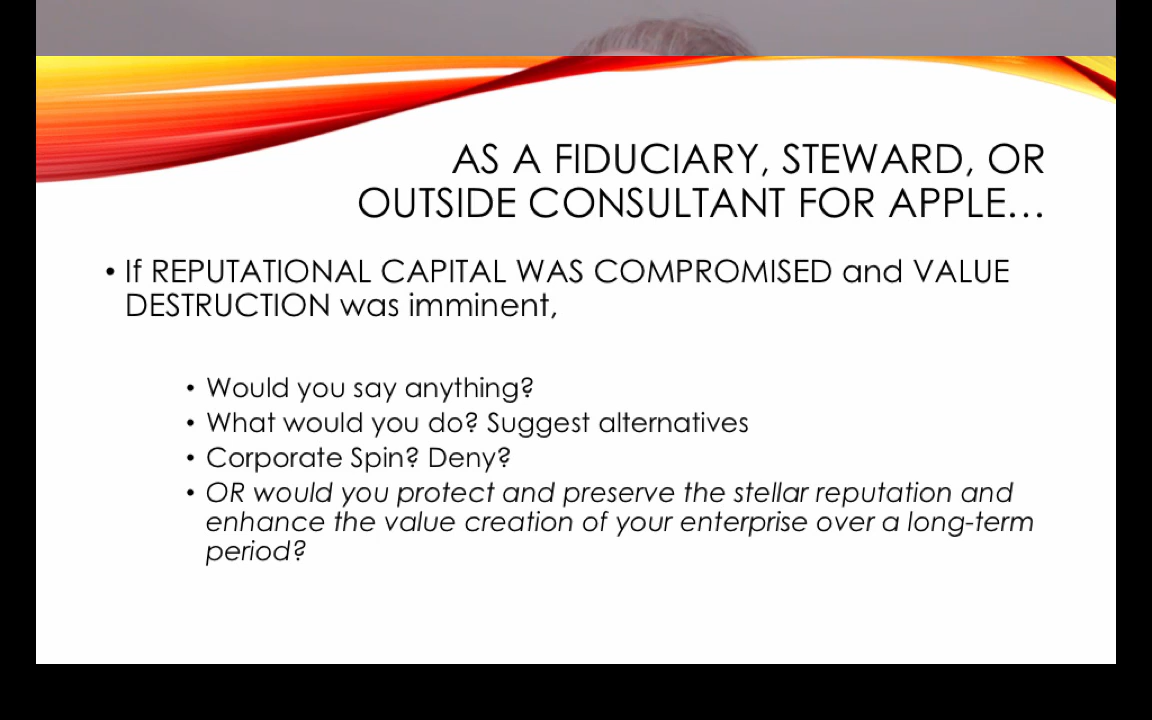 AS A FIDUCIARY, STEWARD, OR
OUTSIDE CONSULTANT FOR APPLE…
• If REPUTATIONAL CAPITAL WAS COMPROMISED and VALUE
DESTRUCTION was imminent,
• Would you say anything?
• What would you do? Suggest alternatives
• Corporate Spin? Deny?
• OR would you protect and preserve the stellar reputation and
enhance the value creation of your enterprise over a long-term
period?